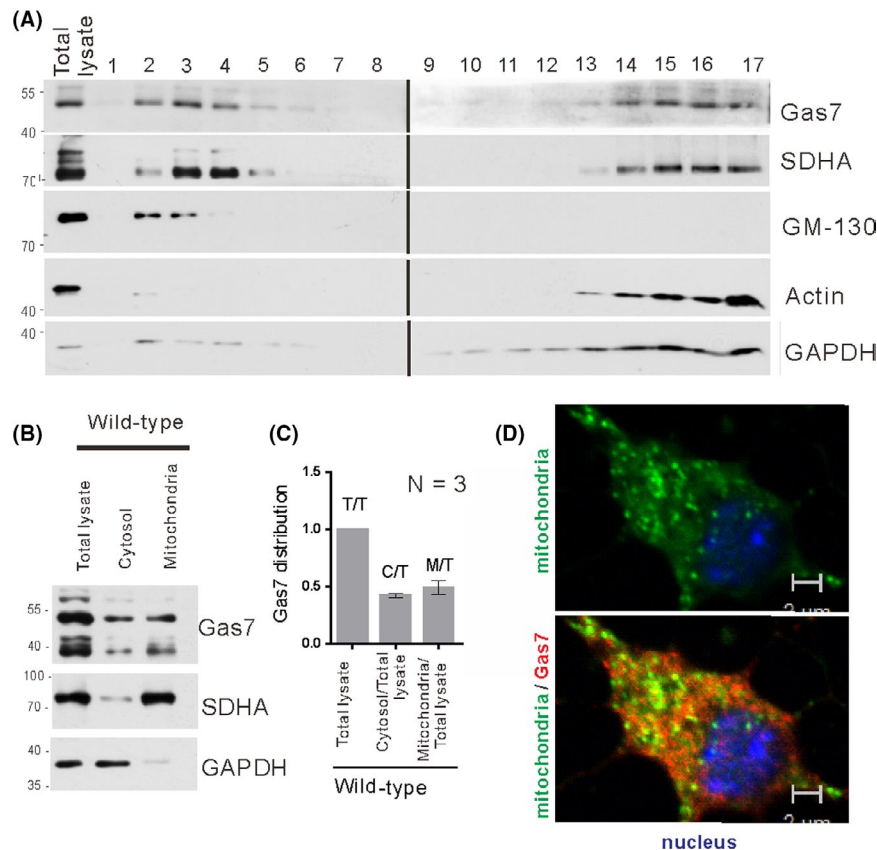 (A)
Total lysate 1 2 3 4 5 6 7 8 9 10 11 12 13 14 15 16 17
55
40
Gas7
70
SDHA
70
GM-130
40
Actin
40
GAPDH
(B)
Wild-type
Total lysate Cytosol Mitochondria
55
40
Gas7
100
70
SDHA
40
35
GAPDH
(C)
N = 3
Gas7 distribution
1.5
1.0
0.5
0.0
T/T
C/T
M/T
Total lysate
Cytosol/Total
lysate
Mitochondria/
Total lysate
Wild-type
(D)
mitochondria
mitochondria / Gas7
nucleus